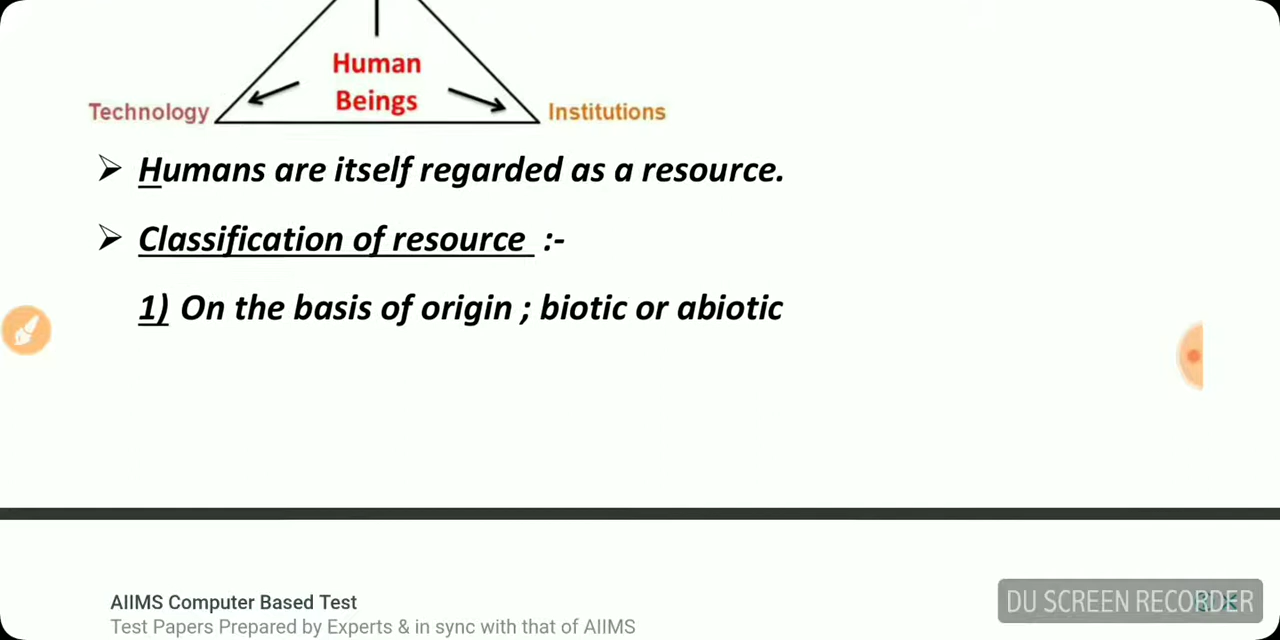 Human
Beings
Technology
Institutions
➢ Humans are itself regarded as a resource.
➢ Classification of resource :-
1) On the basis of origin ; biotic or abiotic
AIIMS Computer Based Test
Test Papers Prepared by Experts & in sync with that of AIIMS
DU SCREEN RECORDER